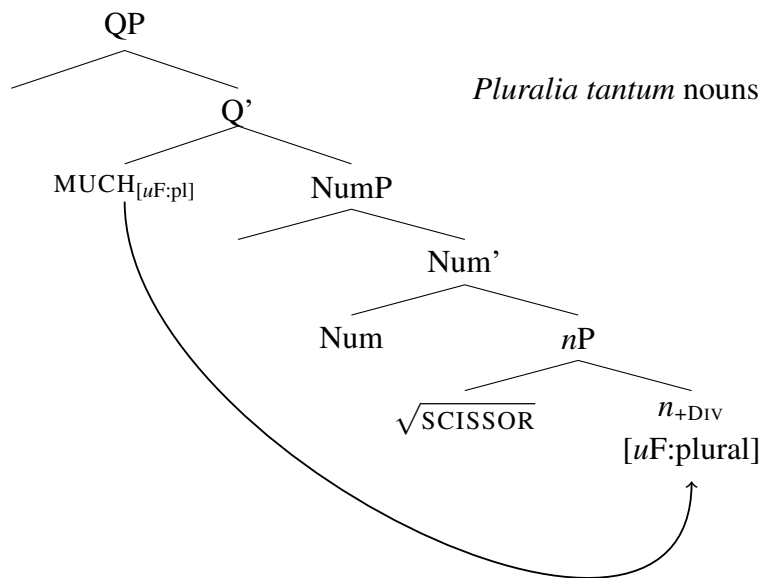 QP
Pluralia tantum nouns
Q’
MUCH[uF:pl]
NumP
Num’
Num
nP
√SCISSOR
n+DIV
[uF:plural]